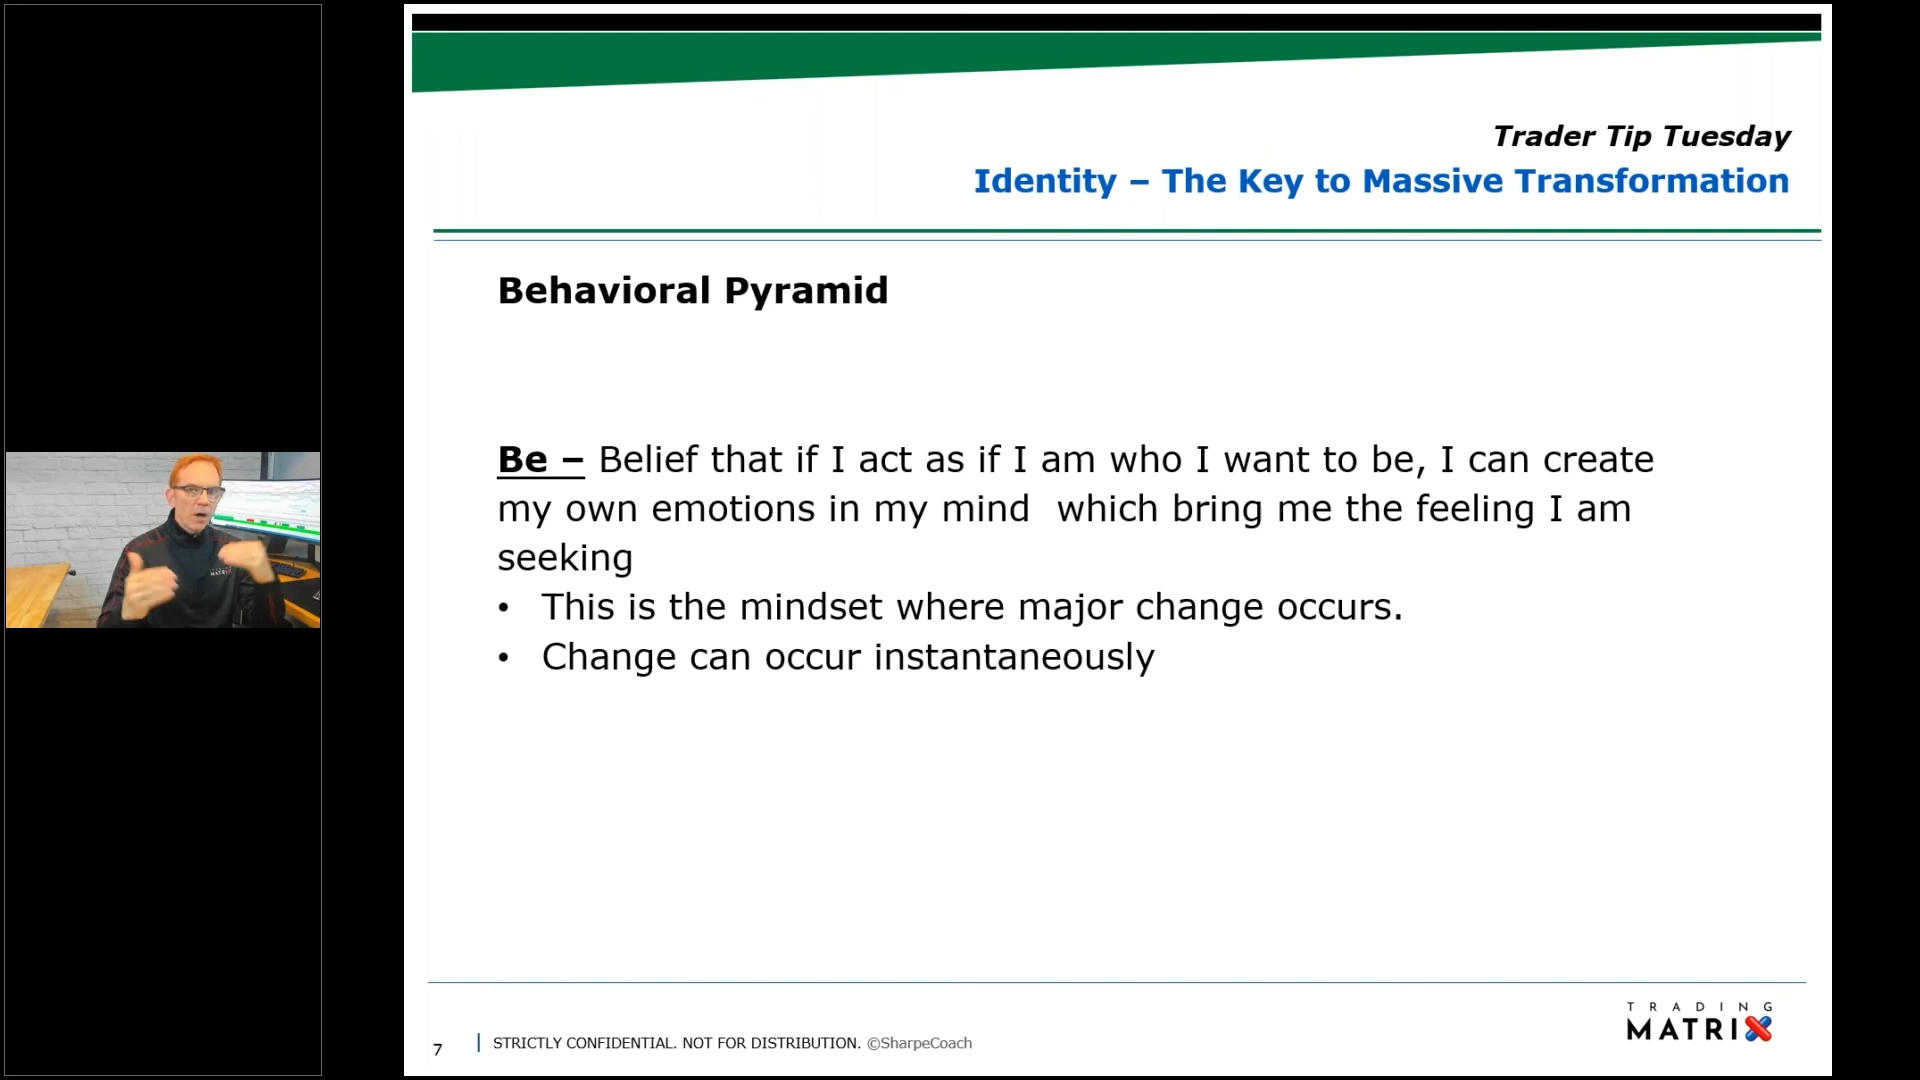 Trader Tip Tuesday
Identity – The Key to Massive Transformation
Behavioral Pyramid
Be – Belief that if I act as if I am who I want to be, I can create
my own emotions in my mind  which bring me the feeling I am
seeking
• This is the mindset where major change occurs.
• Change can occur instantaneously
7
STRICTLY CONFIDENTIAL. NOT FOR DISTRIBUTION. ©SharpeCoach
TRADING
MATRIX